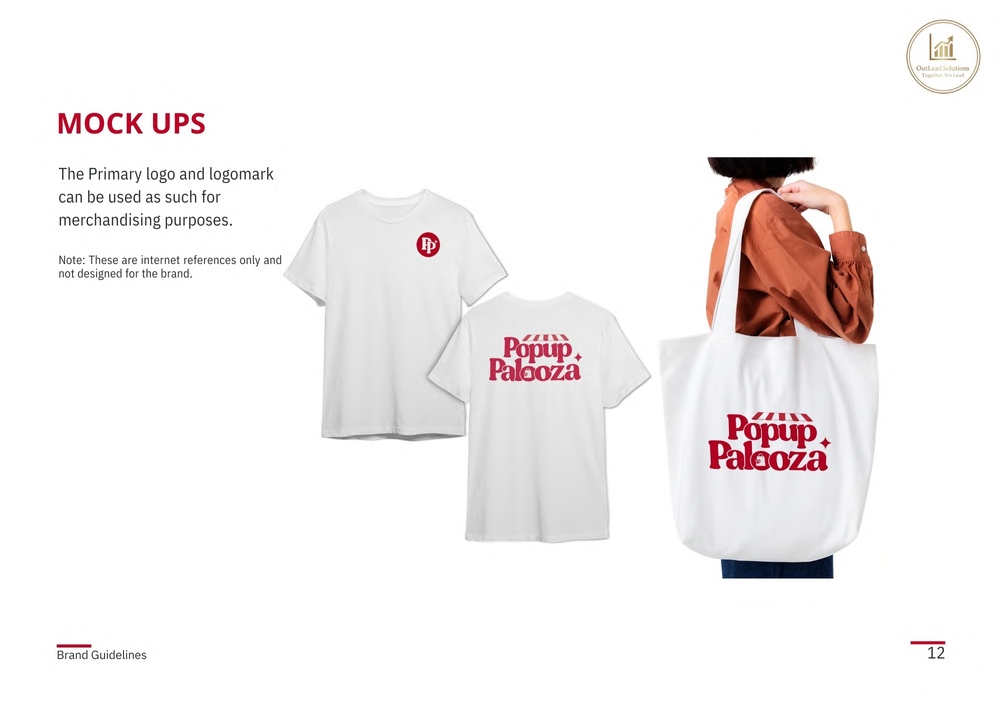 OutLead Solutions
Together We Lead
MOCK UPS
The Primary logo and logomark
can be used as such for
merchandising purposes.
Note: These are internet references only and
not designed for the brand.
PP
Popup
Palooza
Popup
Palooza
Brand Guidelines
12